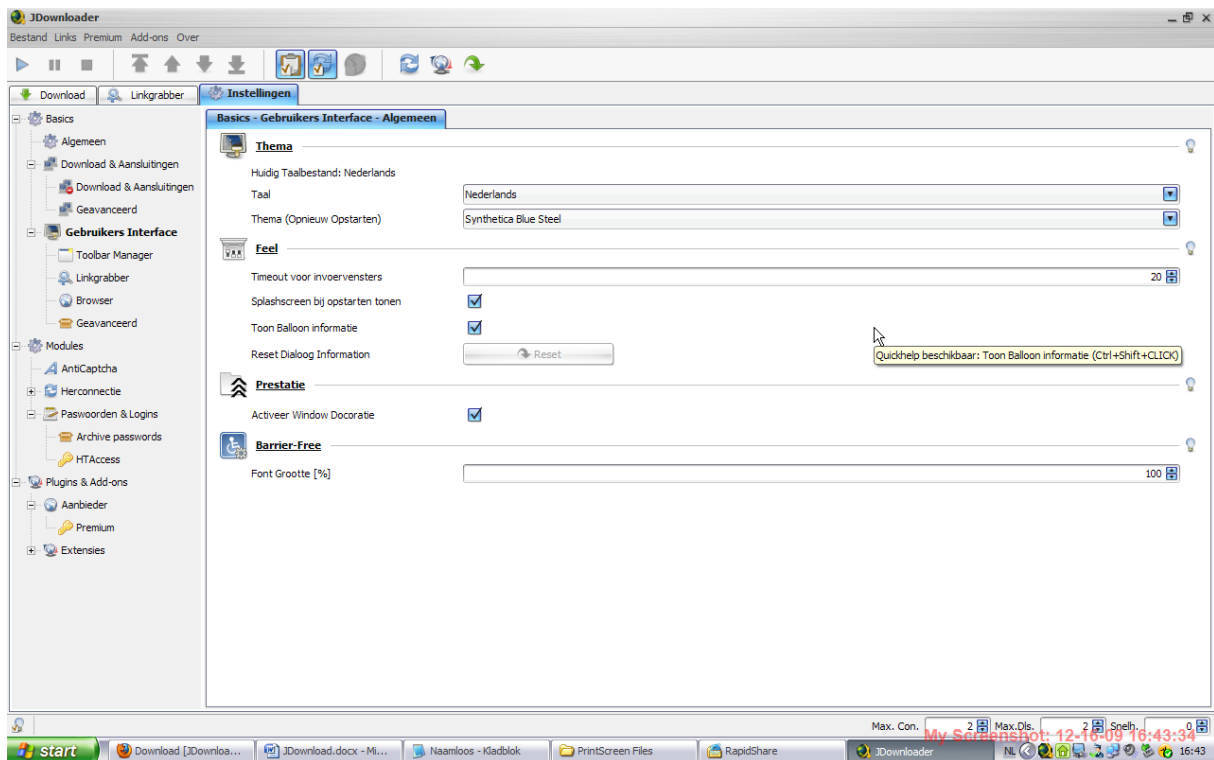 JDownloader
Bestand Links Premium Add-ons Over
Download Linkgrabber Instellingen
Basics
Algemeen
Download & Aansluitingen
Download & Aansluitingen
Geavanceerd
Gebruikers Interface
Toolbar Manager
Linkgrabber
Browser
Geavanceerd
Modules
AntiCaptcha
Herconnectie
Paswoorden & Logins
Archive passwords
HTAccess
Plugins & Add-ons
Aanbieder
Premium
Extensies
Basics - Gebruikers Interface - Algemeen
Thema
Huidig Taalbestand: Nederlands
Taal Nederlands
Thema (Opnieuw Opstarten) Synthetica Blue Steel
Feel
Timeout voor invoervensters 20
Splashscreen bij opstarten tonen
Toon Balloon informatie
Reset Dialoog Information Reset
Quickhelp beschikbaar: Toon Balloon informatie (Ctrl+Shift+CLICK)
Prestatie
Activeer Window Docoratie
Barrier-Free
Font Grootte [%] 100
Max. Con. 2 Max.Dls. 2 Snelh. 0
My Screenshot: 12-16-09 16:43:34
start Download [JDownloa... JDownload.docx - Mi... Naamloos - Kladblok PrintScreen Files RapidShare JDownloader NL 16:43